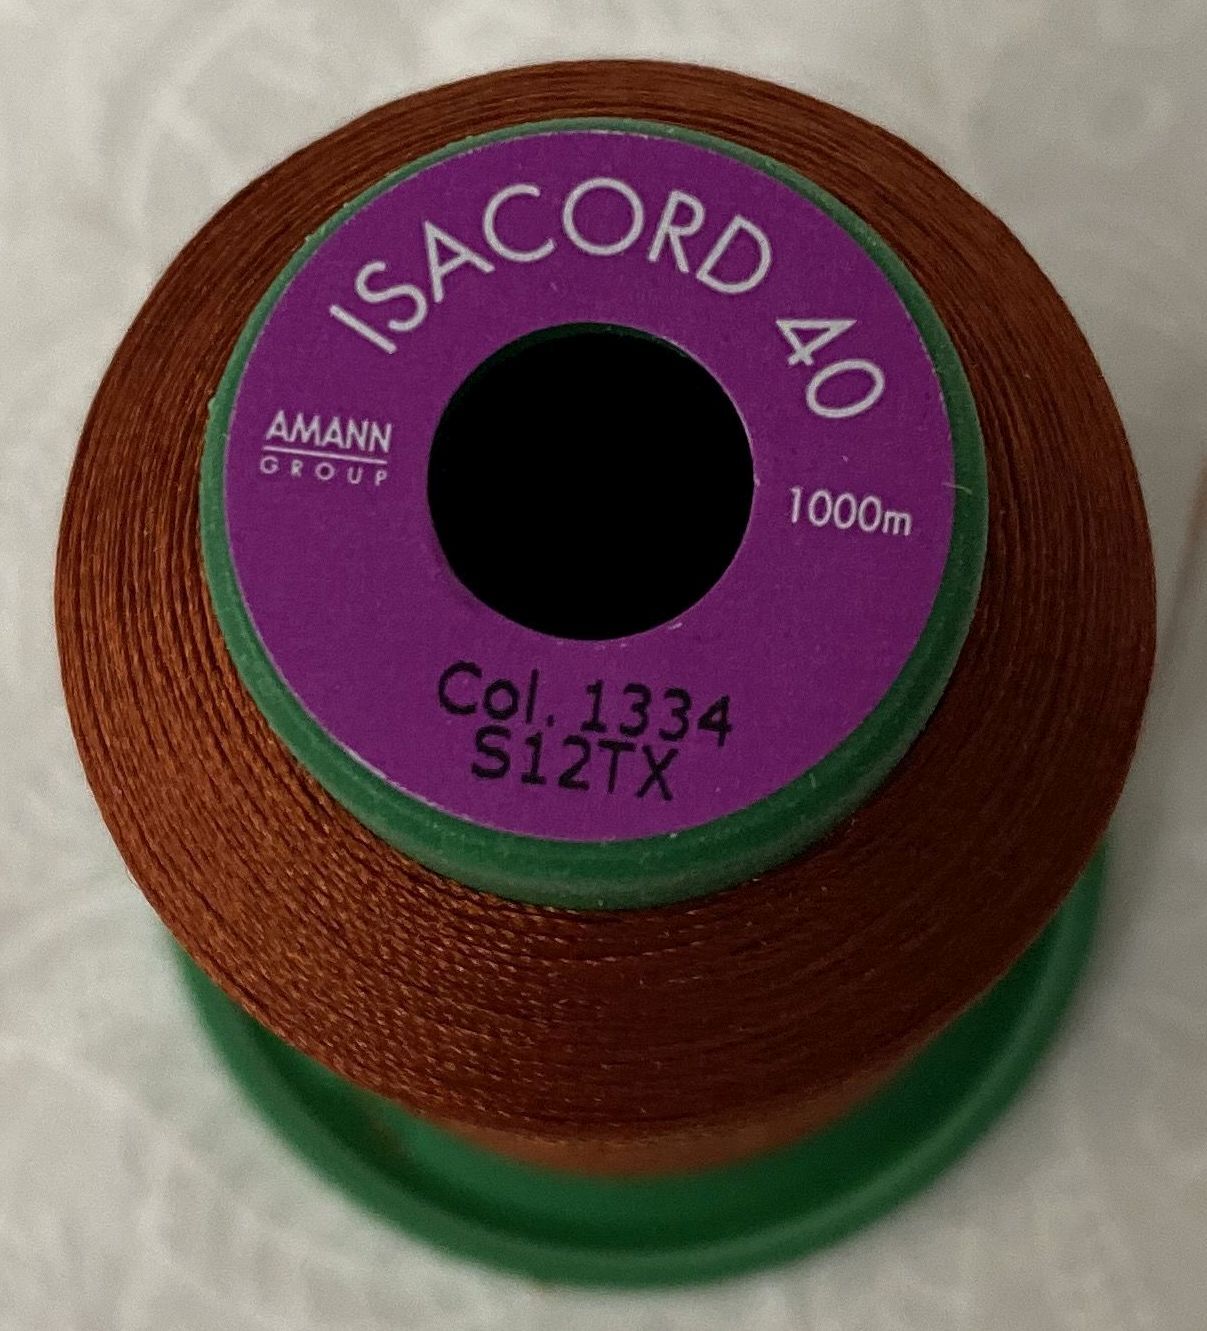 ISACORD 40
AMANN
GROUP
1000m
Col. 1334
S12TX